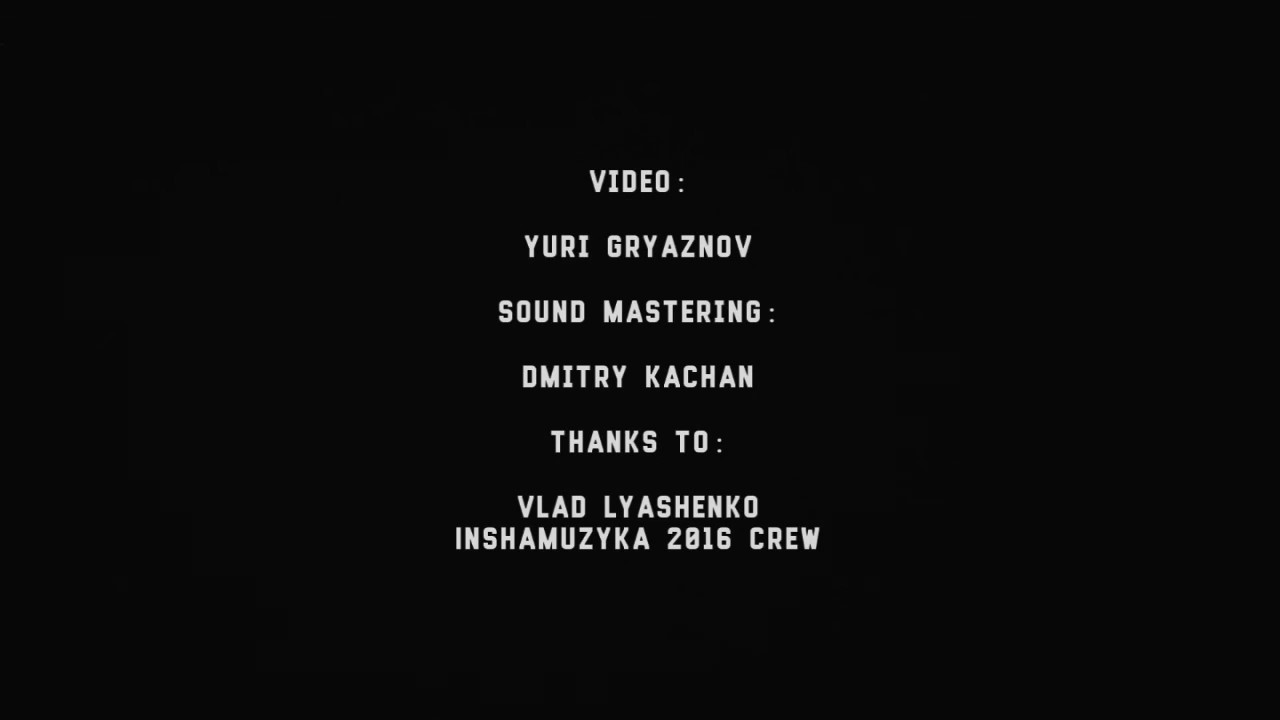 VIDEO:
YURI GRYAZNOV
SOUND MASTERING:
DMITRY KACHAN
THANKS TO:
VLAD LYASHENKO
INSHAMUZYKA 2016 CREW